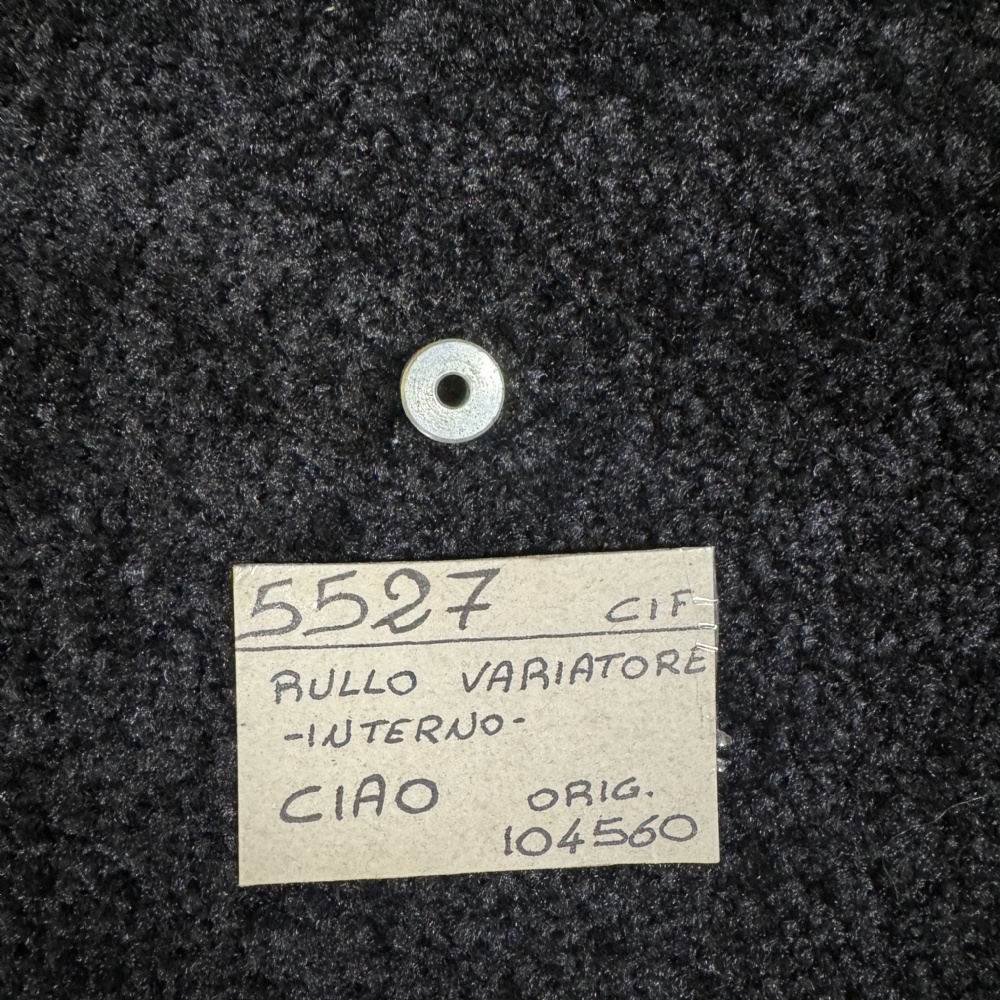 5527 CIF
RULLO VARIATORE
-INTERNO-
CIAO ORIG.
104560